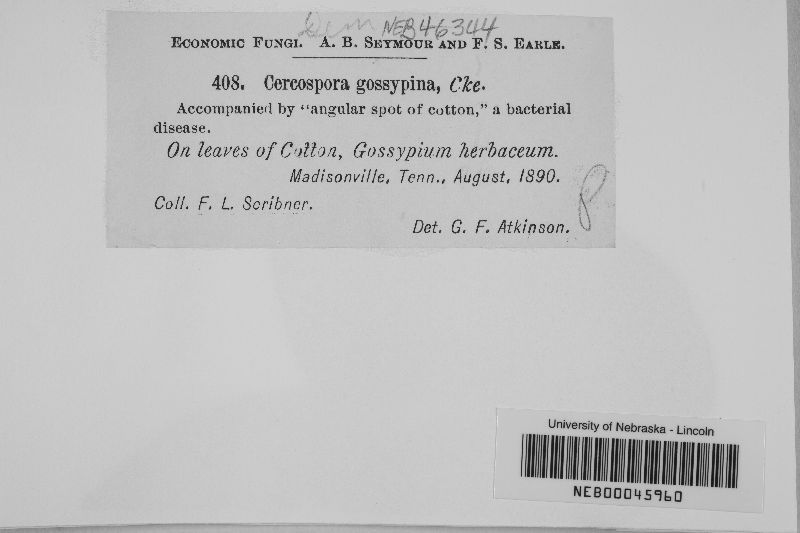 NEB46344
ECONOMIC FUNGI. A. B. SEYMOUR AND F. S. EARLE.
408. Cercospora gossypina, Cke.
Accompanied by "angular spot of cotton," a bacterial
disease.
On leaves of Cotton, Gossypium herbaceum.
Madisonville, Tenn., August, 1890.
Coll. F. L. Scribner.
Det. G. F. Atkinson.
University of Nebraska - Lincoln
NEB00045960